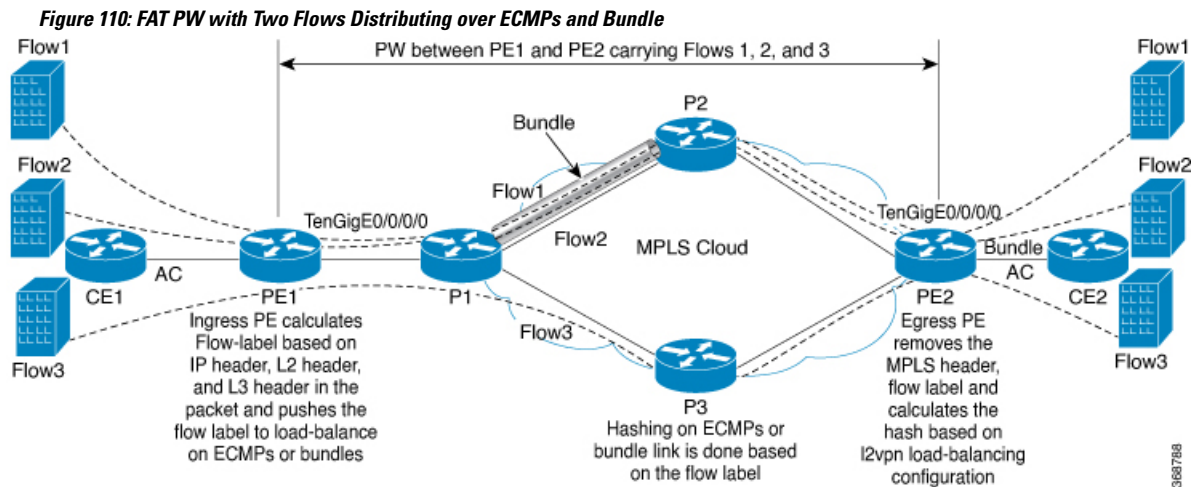 Figure 110: FAT PW with Two Flows Distributing over ECMPs and Bundle
Flow1
PW between PE1 and PE2 carrying Flows 1, 2, and 3
Flow1
P2
Bundle
Flow2
Flow1
Flow2
TenGigE0/0/0/0
Flow2
MPLS Cloud
TenGigE0/0/0/0
Bundle
AC
AC
CE1
PE1
P1
PE2
CE2
Flow3
Flow3
Flow3
Ingress PE calculates
Flow-label based on
IP header, L2 header,
and L3 header in the
packet and pushes the
flow label to load-balance
on ECMPs or bundles
P3
Hashing on ECMPs or
bundle link is done based
on the flow label
Egress PE
removes the
MPLS header,
flow label and
calculates the
hash based on
l2vpn load-balancing
configuration
368788